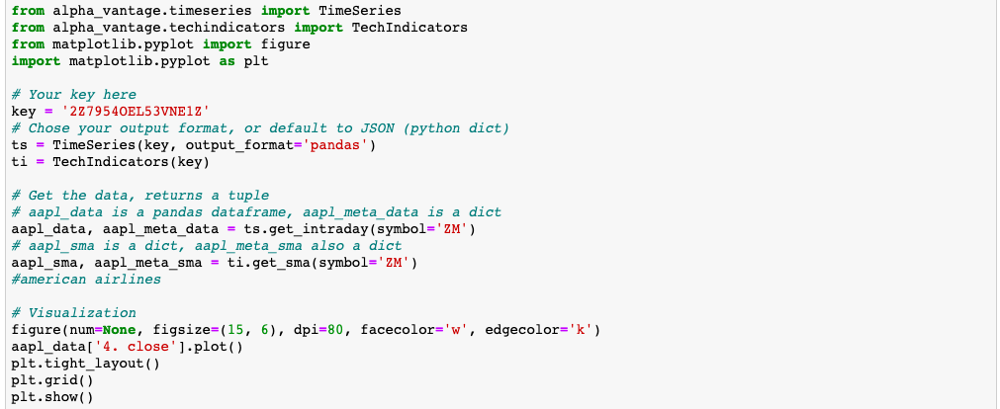 from alpha_vantage.timeseries import TimeSeries
from alpha_vantage.techindicators import TechIndicators
from matplotlib.pyplot import figure
import matplotlib.pyplot as plt

# Your key here
key = '2Z7954OEL53VNE1Z'
# Chose your output format, or default to JSON (python dict)
ts = TimeSeries(key, output_format='pandas')
ti = TechIndicators(key)

# Get the data, returns a tuple
# aapl_data is a pandas dataframe, aapl_meta_data is a dict
aapl_data, aapl_meta_data = ts.get_intraday(symbol='ZM')
# aapl_sma is a dict, aapl_meta_sma also a dict
aapl_sma, aapl_meta_sma = ti.get_sma(symbol='ZM')
#american airlines

# Visualization
figure(num=None, figsize=(15, 6), dpi=80, facecolor='w', edgecolor='k')
aapl_data['4. close'].plot()
plt.tight_layout()
plt.grid()
plt.show()